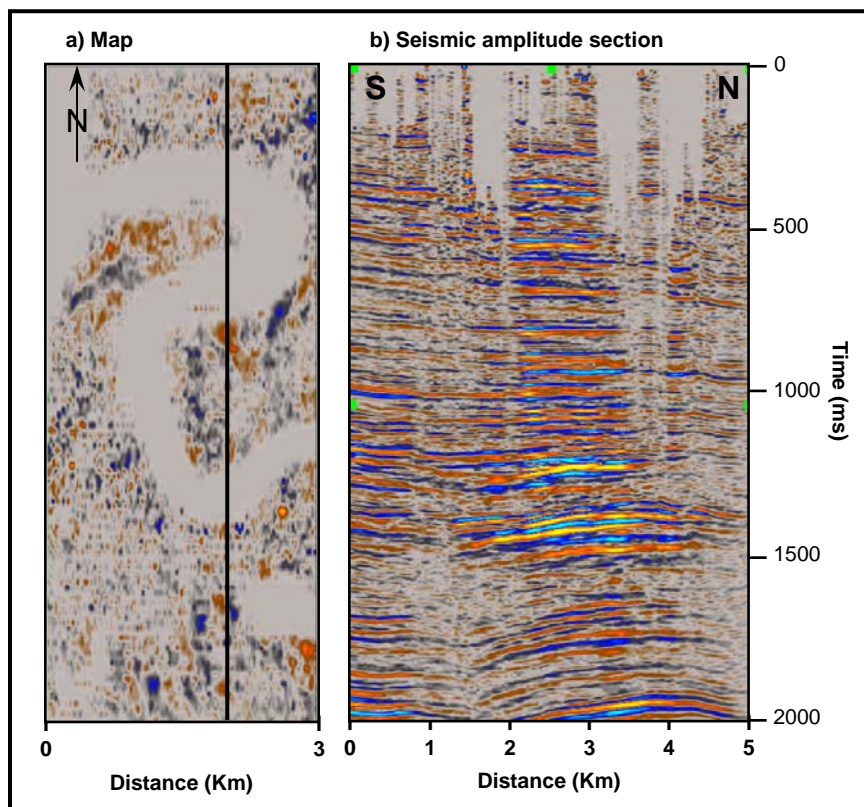 a) Map
b) Seismic amplitude section
N
S
N
0
500
1000
1500
2000
Time (ms)
0
3
0
1
2
3
4
5
Distance (Km)
Distance (Km)